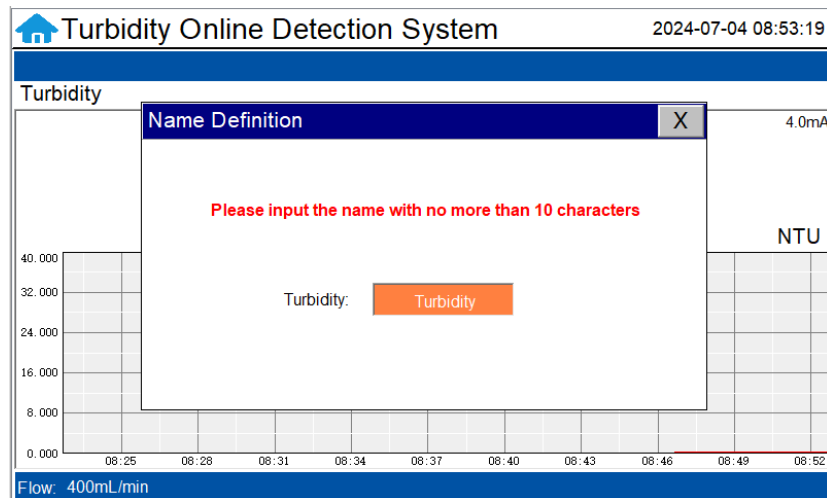 Turbidity Online Detection System 2024-07-04 08:53:19
Turbidity
Name Definition X
4.0mA
Please input the name with no more than 10 characters
NTU
40.000
32.000
Turbidity: Turbidity
24.000
16.000
8.000
0.000
08:25 08:28 08:31 08:34 08:37 08:40 08:43 08:46 08:49 08:52
Flow: 400mL/min